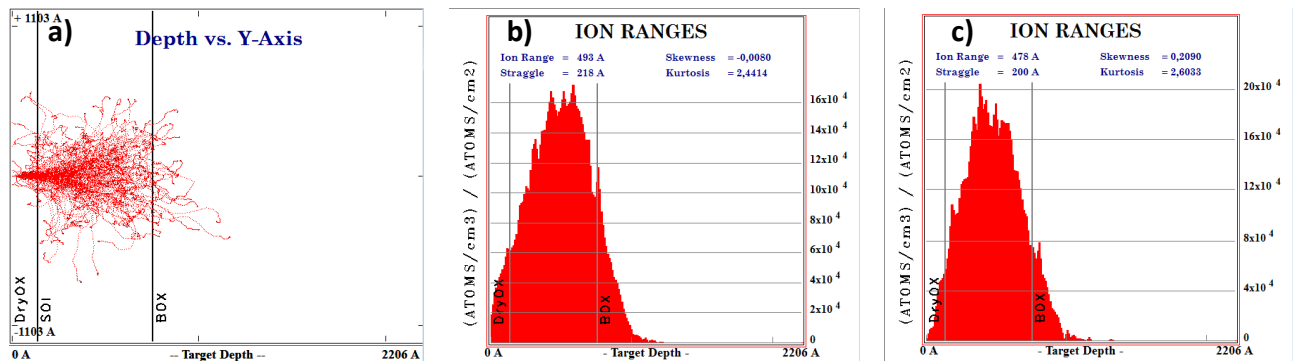 + 1103 A
a)
Depth vs. Y-Axis
DryOX
SOI
BOX
-1103 A
0 A
-- Target Depth --
2206 A
b)
ION RANGES
Ion Range = 493 A
Skewness = -0,0080
Straggle = 218 A
Kurtosis = 2,4414
(ATOMS/cm3) / (ATOMS/cm2)
16x10 4
14x10 4
12x10 4
10x10 4
8x10 4
6x10 4
4x10 4
2x10 4
0
DryOX
BOX
0 A
- Target Depth -
2206 A
c)
ION RANGES
Ion Range = 478 A
Skewness = 0,2090
Straggle = 200 A
Kurtosis = 2,6033
(ATOMS/cm3) / (ATOMS/cm2)
20x10 4
16x10 4
12x10 4
8x10 4
4x10 4
0
DryOX
BOX
0 A
- Target Depth -
2206 A